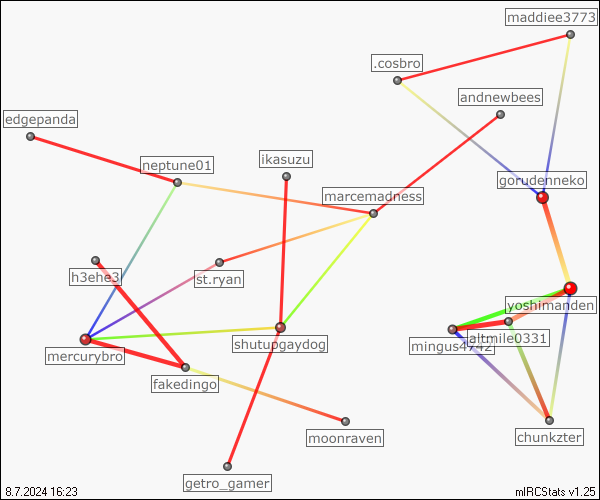 maddiee3773
.cosbro
andnewbees
edgepanda
neptune01
ikasuzu
gorudenneko
marcemadness
h3ehe3
st.ryan
yoshimanden
shutupgaydog
altmile0331
mingus4742
mercurybro
fakedingo
moonraven
chunkzter
getro_gamer
8.7.2024 16:23
mIRCStats v1.25